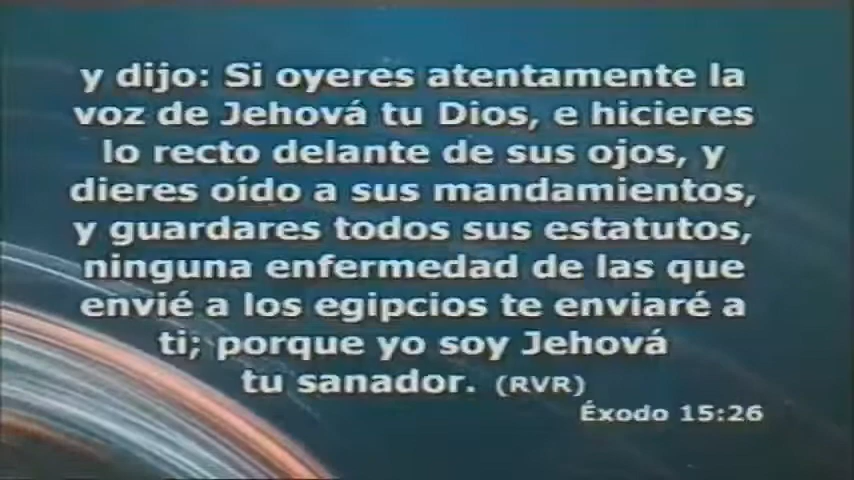 y dijo: Si oyeres atentamente la
voz de Jehová tu Dios, e hicieres
lo recto delante de sus ojos, y
dieres oído a sus mandamientos,
y guardares todos sus estatutos,
ninguna enfermedad de las que
envié a los egipcios te enviaré a
ti; porque yo soy Jehová
tu sanador. (RVR)
Éxodo 15:26